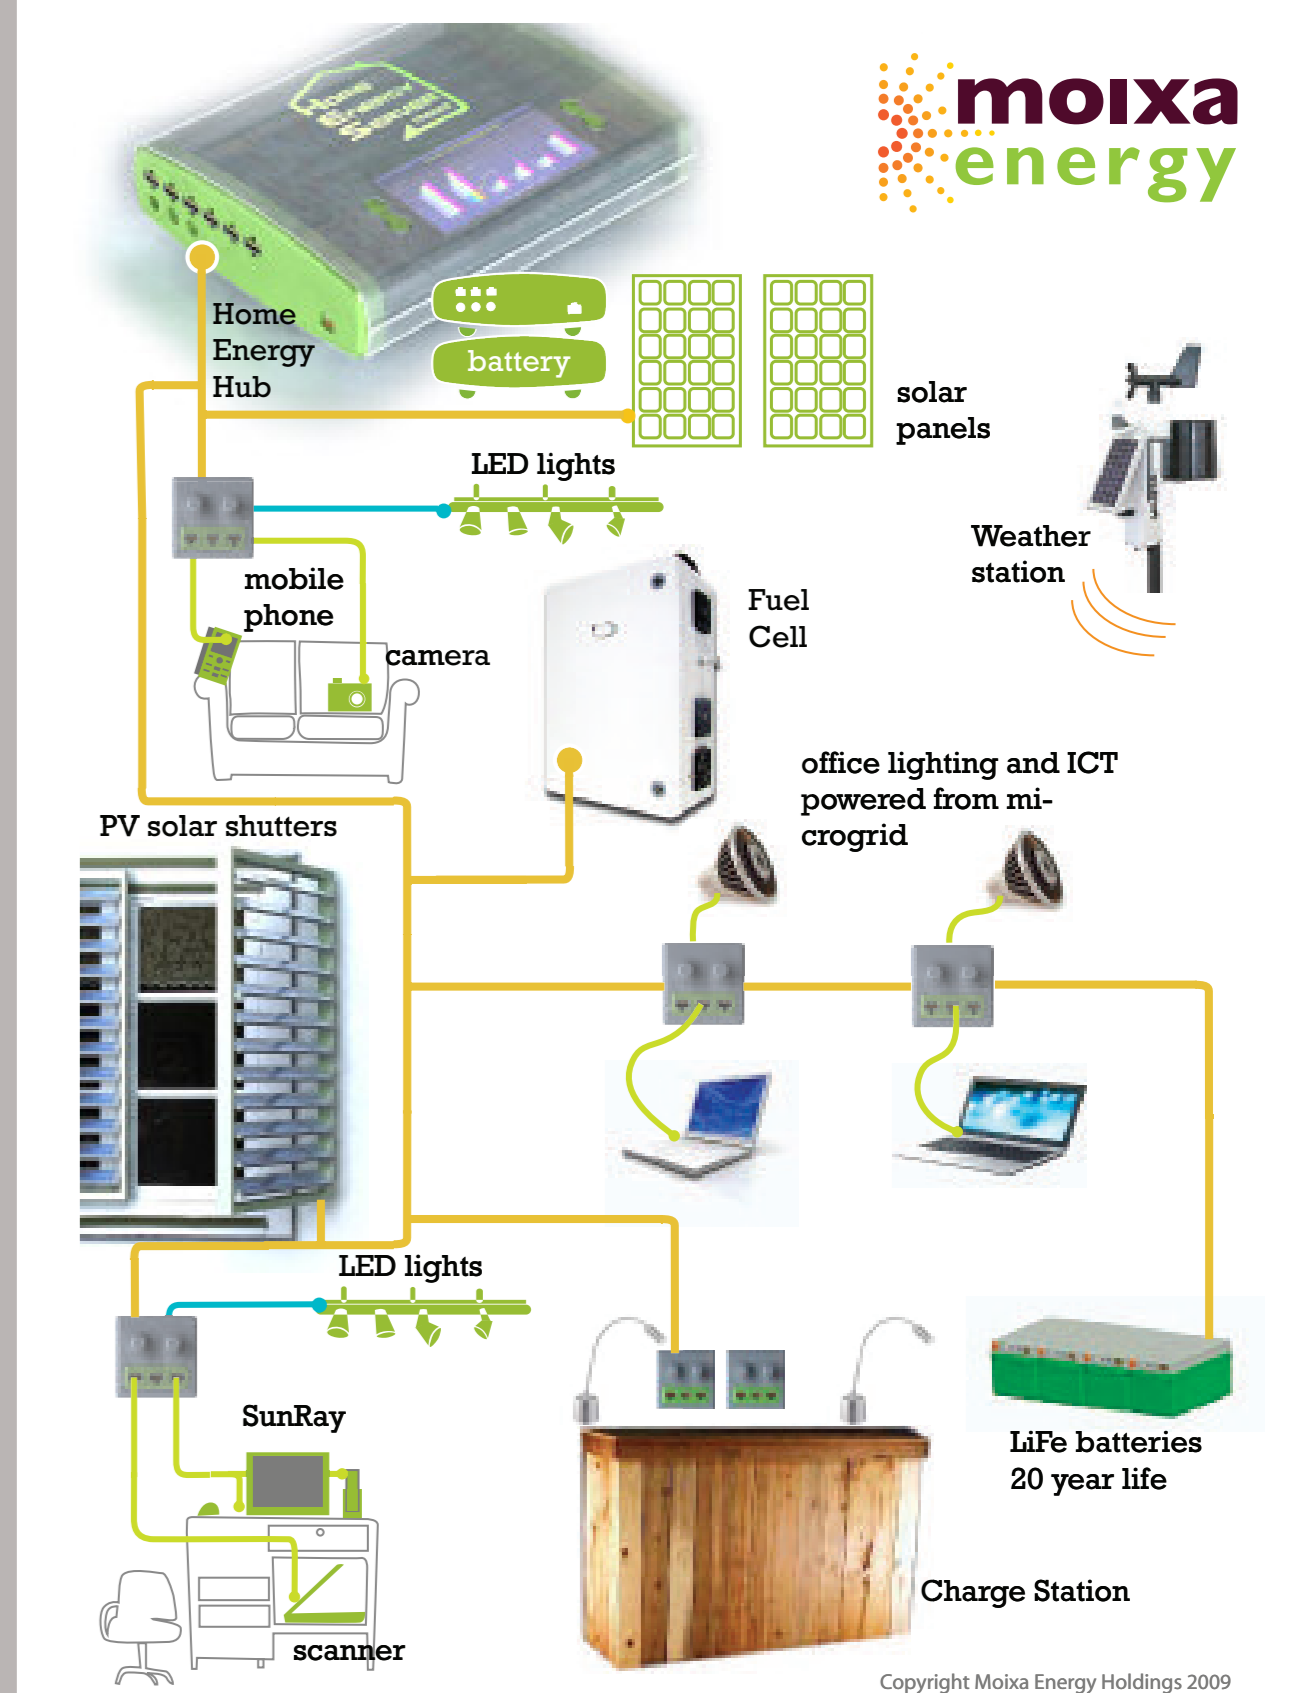 moixa
energy
Home
Energy
Hub
battery
solar
panels
LED lights
Weather
station
mobile
phone
Fuel
Cell
camera
office lighting and ICT
powered from mi-
crogrid
PV solar shutters
LED lights
SunRay
LiFe batteries
20 year life
Charge Station
scanner
Copyright Moixa Energy Holdings 2009